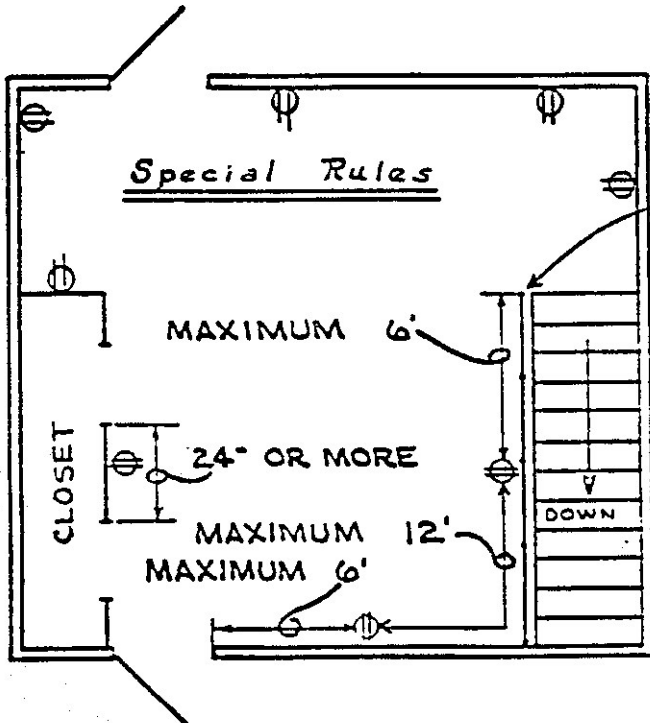 Special Rules
MAXIMUM 6'
CLOSET
24" OR MORE
DOWN
MAXIMUM 12'
MAXIMUM 6'